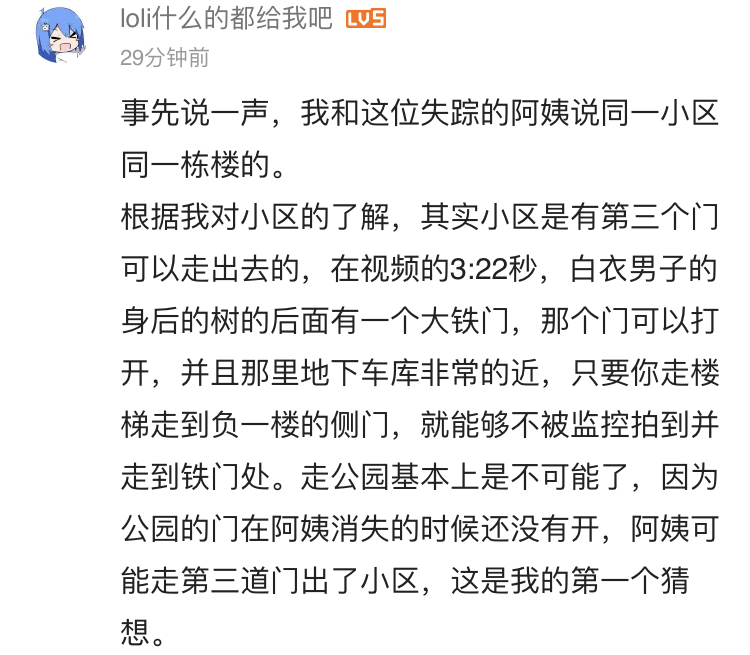 loli什么的都给我吧 LV5
29分钟前
事先说一声，我和这位失踪的阿姨说同一小区
同一栋楼的。
根据我对小区的了解，其实小区是有第三个门
可以走出去的，在视频的3:22秒，白衣男子的
身后的树的后面有一个大铁门，那个门可以打
开，并且那里地下车库非常的近，只要你走楼
梯走到负一楼的侧门，就能够不被监控拍到并
走到铁门处。走公园基本上是不可能了，因为
公园的门在阿姨消失的时候还没有开，阿姨可
能走第三道门出了小区，这是我的第一个猜
想。